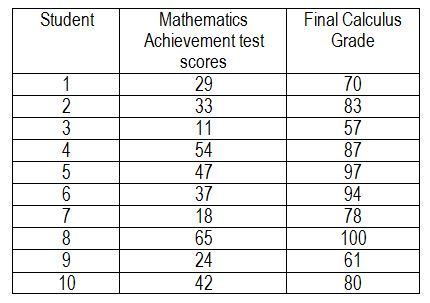 Student Mathematics Final Calculus
Achievement test Grade
scores
1 29 70
2 33 83
3 11 57
4 54 87
5 47 97
6 37 94
7 18 78
8 65 100
9 24 61
10 42 80